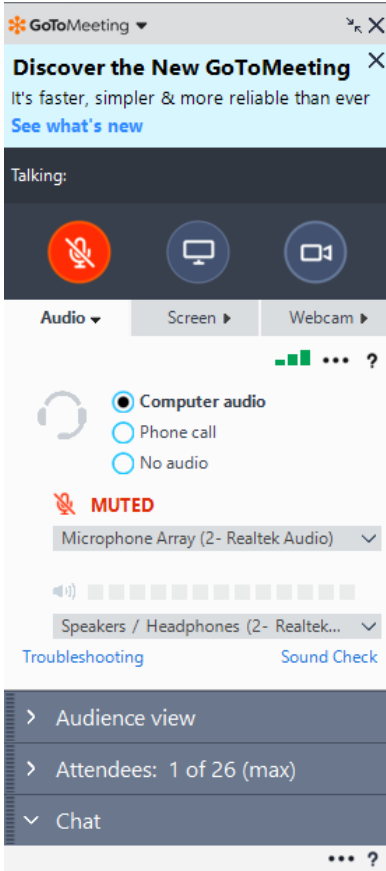 GoToMeeting
Discover the New GoToMeeting
It's faster, simpler & more reliable than ever
See what's new
Talking:
Audio Screen Webcam
?
Computer audio
Phone call
No audio
MUTED
Microphone Array (2- Realtek Audio)
Speakers / Headphones (2- Realtek...
Troubleshooting Sound Check
Audience view
Attendees: 1 of 26 (max)
Chat
?